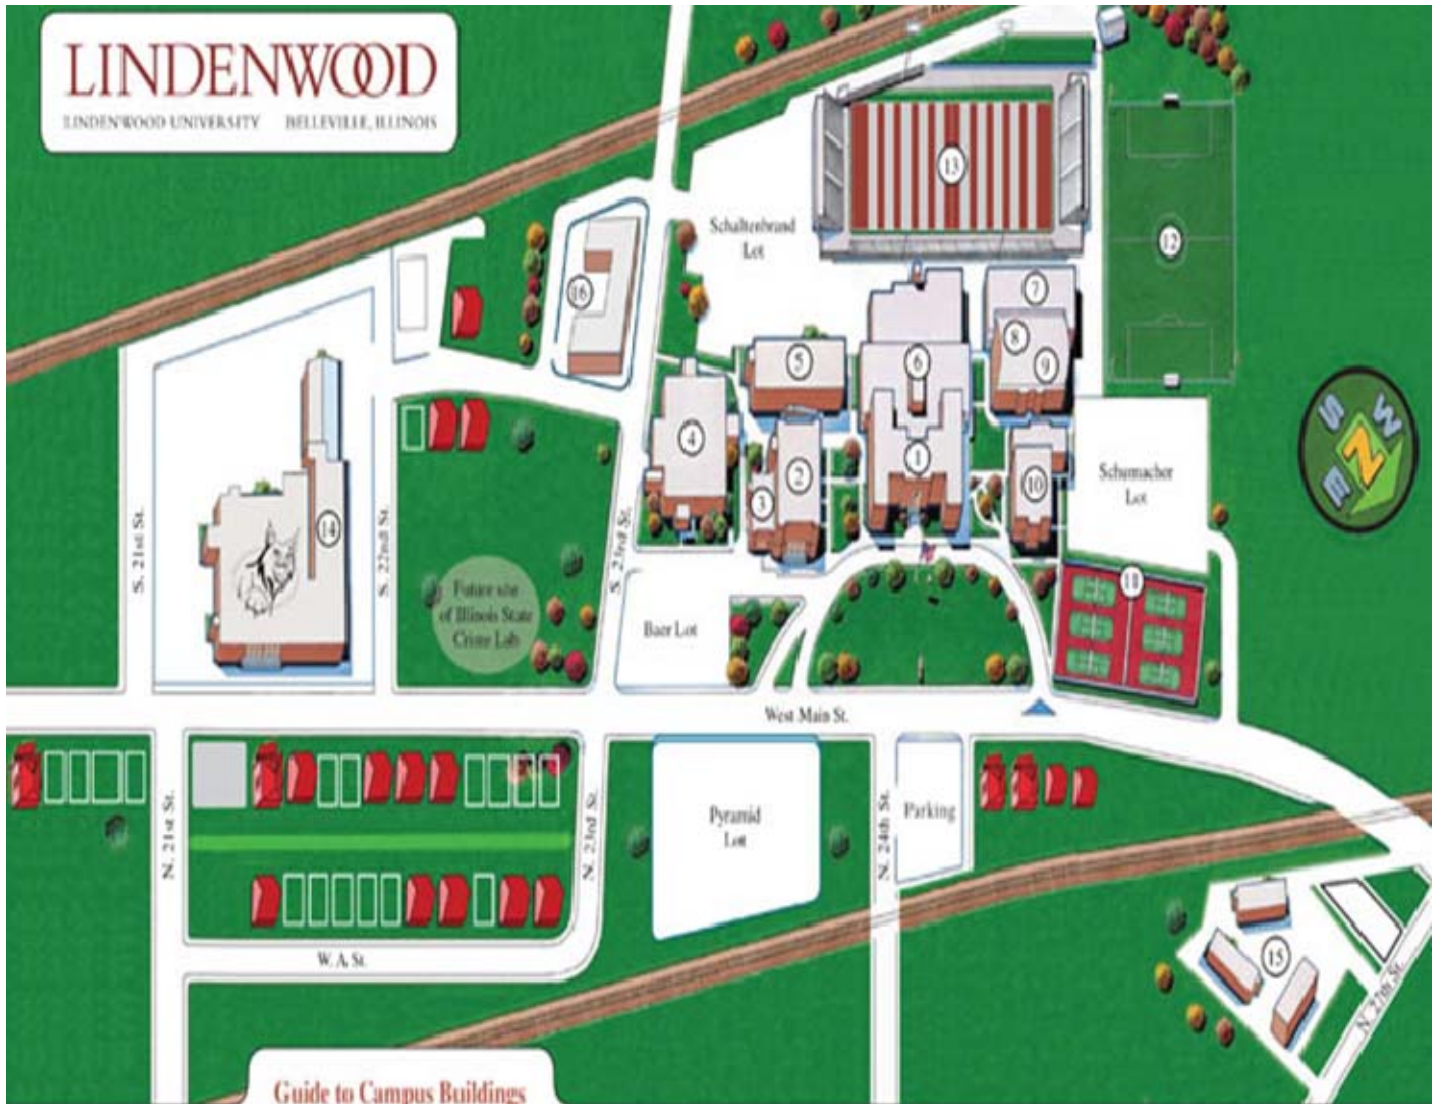 LINDENWOOD
LINDENWOOD UNIVERSITY BELLEVILLE, ILLINOIS
13
Schaltenbrand
Lot
12
16
7
8
5
6
9
4
S
W
N
E
1
2
3
10
Schumacher
Lot
14
S. 21st St.
S. 22nd St.
S. 23rd St.
Future site
of Illinois State
Crime Lab
11
Baer Lot
West Main St.
N. 21st St.
N. 23rd St.
Pyramid
Lot
N. 24th St.
Parking
W. A. St.
15
N. 27th St.
Guide to Campus Buildings